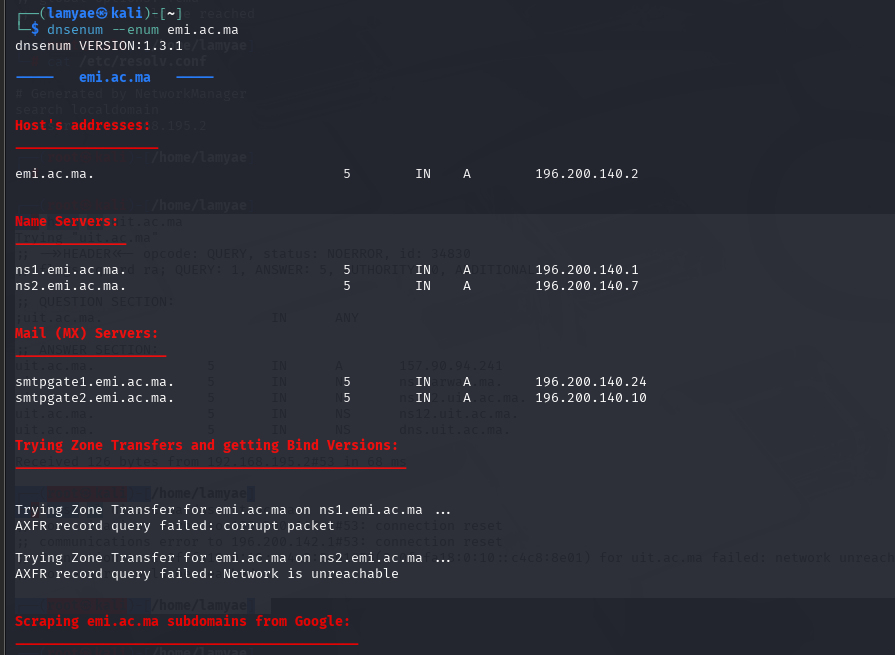 ┌──(lamyae㉿kali)-[~]
└─$ dnsenum --enum emi.ac.ma
dnsenum VERSION:1.3.1
----- emi.ac.ma -----
Host's addresses:
emi.ac.ma. 5 IN A 196.200.140.2
Name Servers:
ns1.emi.ac.ma. 5 IN A 196.200.140.1
ns2.emi.ac.ma. 5 IN A 196.200.140.7
Mail (MX) Servers:
smtpgate1.emi.ac.ma. 5 IN A 196.200.140.24
smtpgate2.emi.ac.ma. 5 IN A 196.200.140.10
Trying Zone Transfers and getting Bind Versions:
Trying Zone Transfer for emi.ac.ma on ns1.emi.ac.ma ...
AXFR record query failed: corrupt packet
Trying Zone Transfer for emi.ac.ma on ns2.emi.ac.ma ...
AXFR record query failed: Network is unreachable
Scraping emi.ac.ma subdomains from Google: